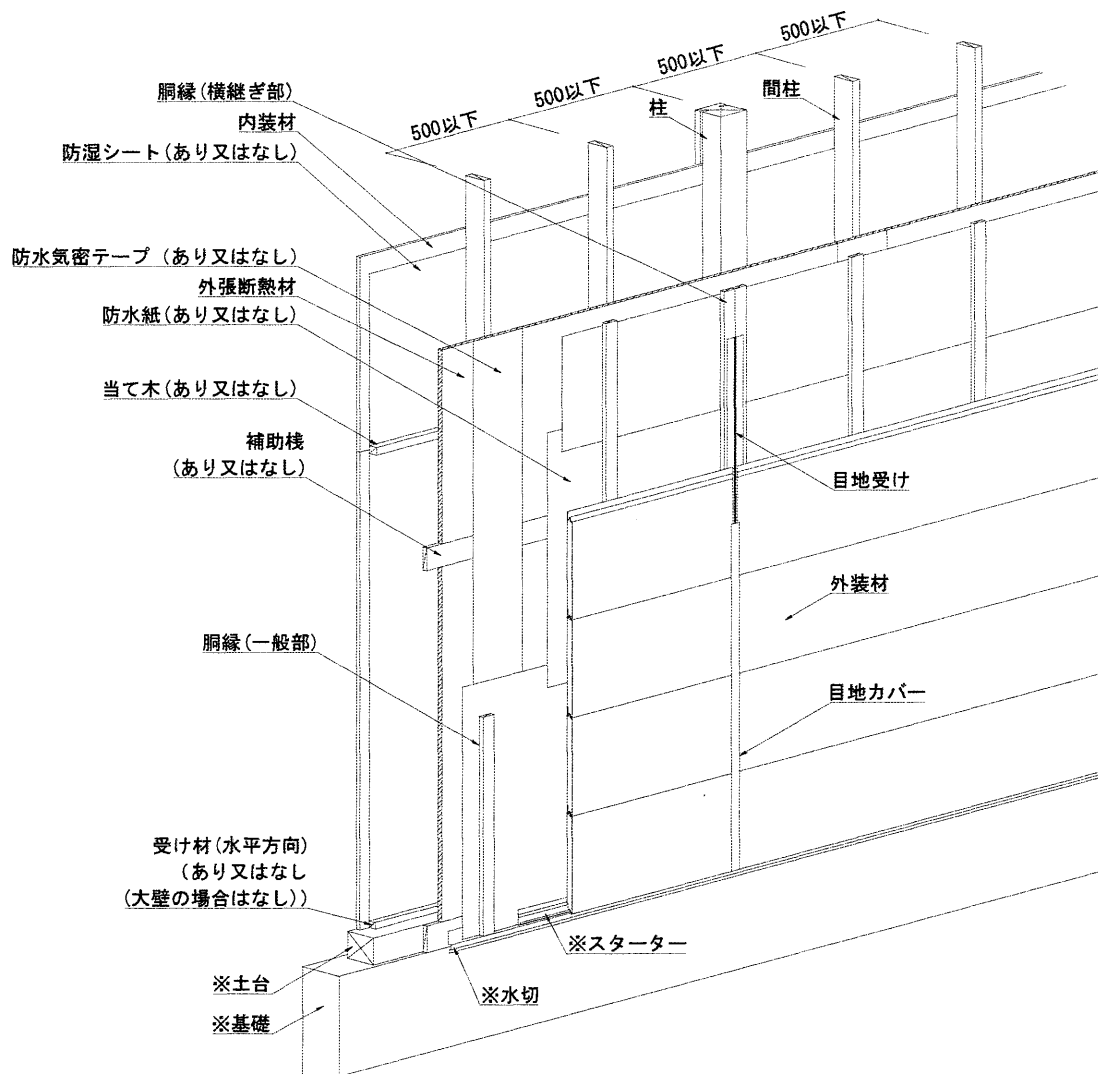 500以下
500以下
500以下
500以下
胴縁(横継ぎ部)
内装材
防湿シート(あり又はなし)
柱
間柱
防水気密テープ (あり又はなし)
外張断熱材
防水紙(あり又はなし)
当て木(あり又はなし)
補助桟
(あり又はなし)
目地受け
外装材
胴縁(一般部)
目地カバー
受け材(水平方向)
(あり又はなし
(大壁の場合はなし))
※スターター
※土台
※水切
※基礎